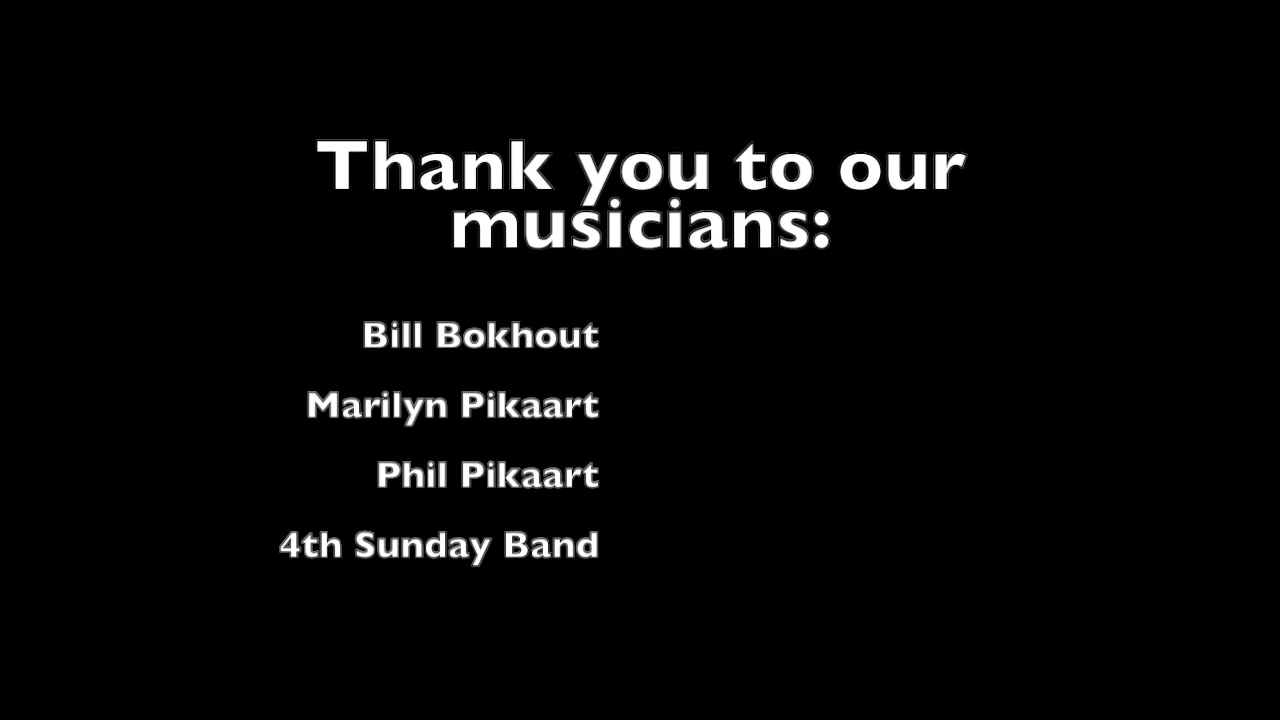 Thank you to our
musicians:
Bill Bokhout
Marilyn Pikaart
Phil Pikaart
4th Sunday Band